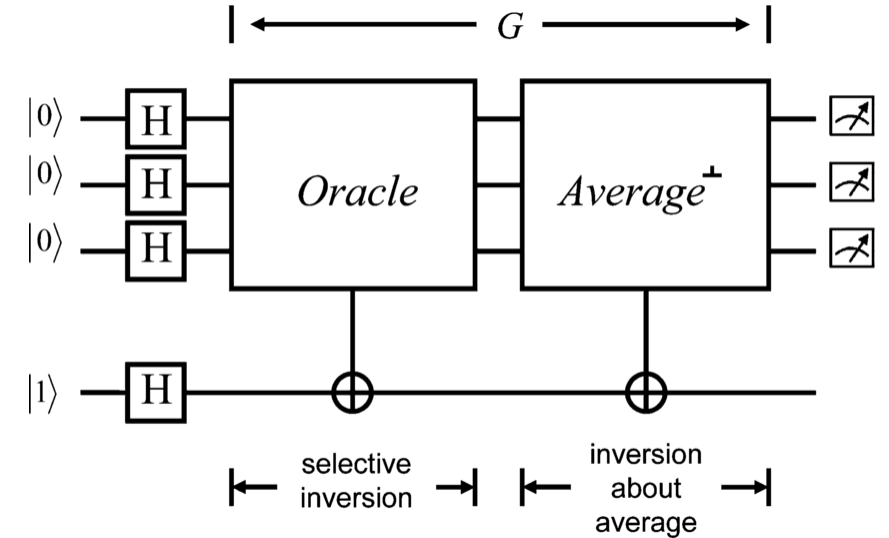 G
|0⟩ H
|0⟩ H
|0⟩ H
Oracle
Average⊥
|1⟩ H
selective
inversion
inversion
about
average